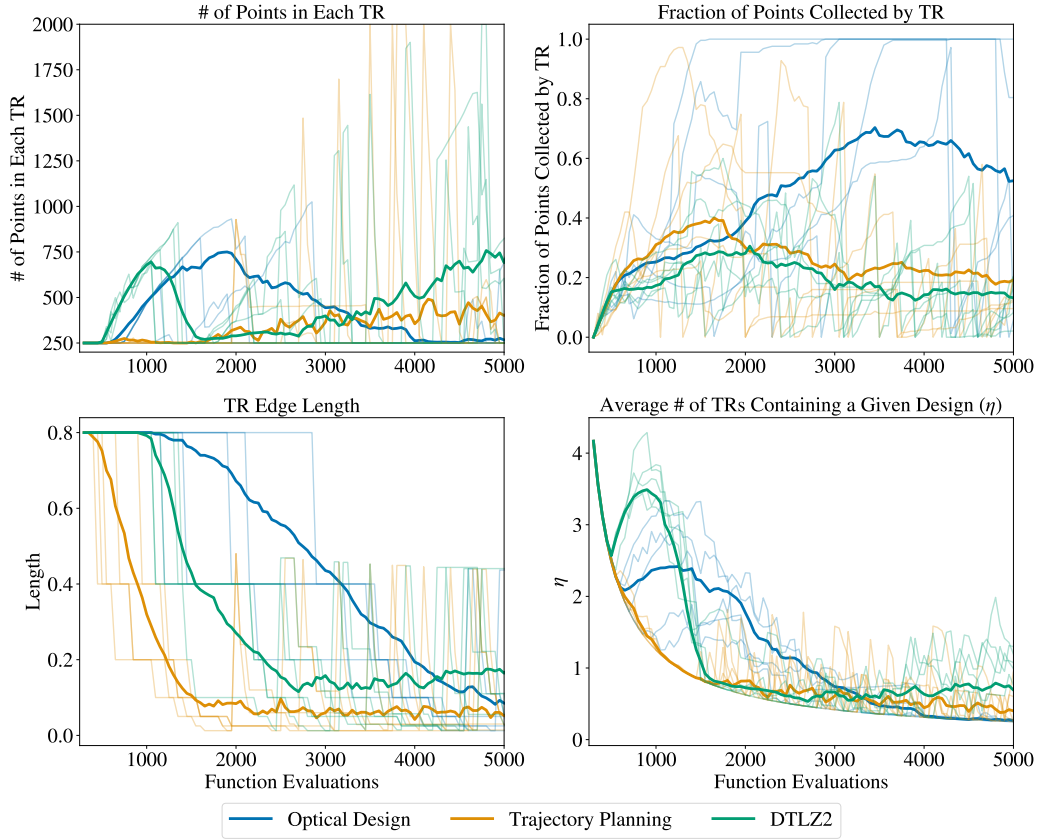 # of Points in Each TR
# of Points in Each TR
2000
1750
1500
1250
1000
750
500
250
1000 2000 3000 4000 5000
Fraction of Points Collected by TR
Fraction of Points Collected by TR
1.0
0.8
0.6
0.4
0.2
0.0
1000 2000 3000 4000 5000
TR Edge Length
Length
0.8
0.6
0.4
0.2
0.0
1000 2000 3000 4000 5000
Function Evaluations
Average # of TRs Containing a Given Design (η)
η
4
3
2
1
0
1000 2000 3000 4000 5000
Function Evaluations
Optical Design Trajectory Planning DTLZ2